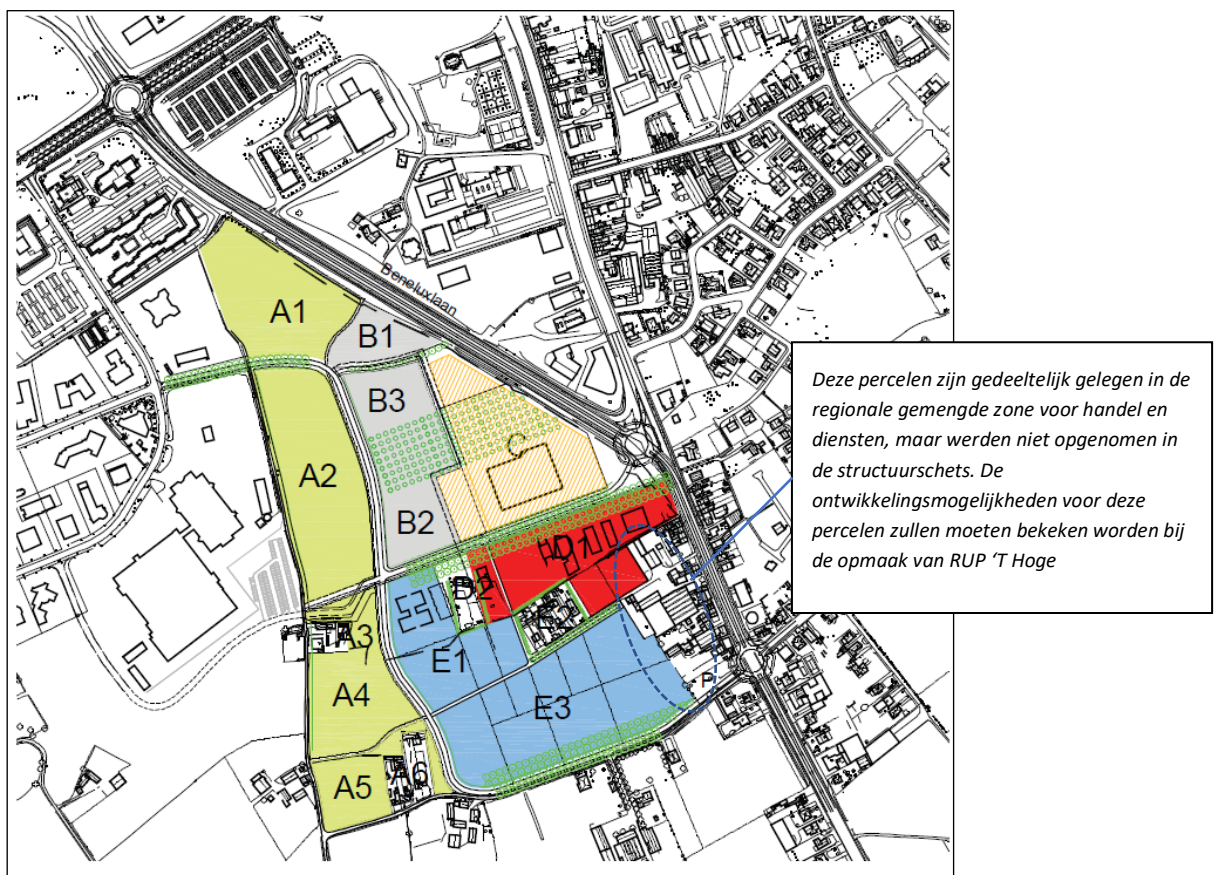 Beneluxlaan
A1
B1
B3
C
A2
B2
D1
D2
A3
E1
A4
E3
P
A5
A6
Deze percelen zijn gedeeltelijk gelegen in de
regionale gemengde zone voor handel en
diensten, maar werden niet opgenomen in
de structuurschets. De
ontwikkelingsmogelijkheden voor deze
percelen zullen moeten bekeken worden bij
de opmaak van RUP ‘T Hoge